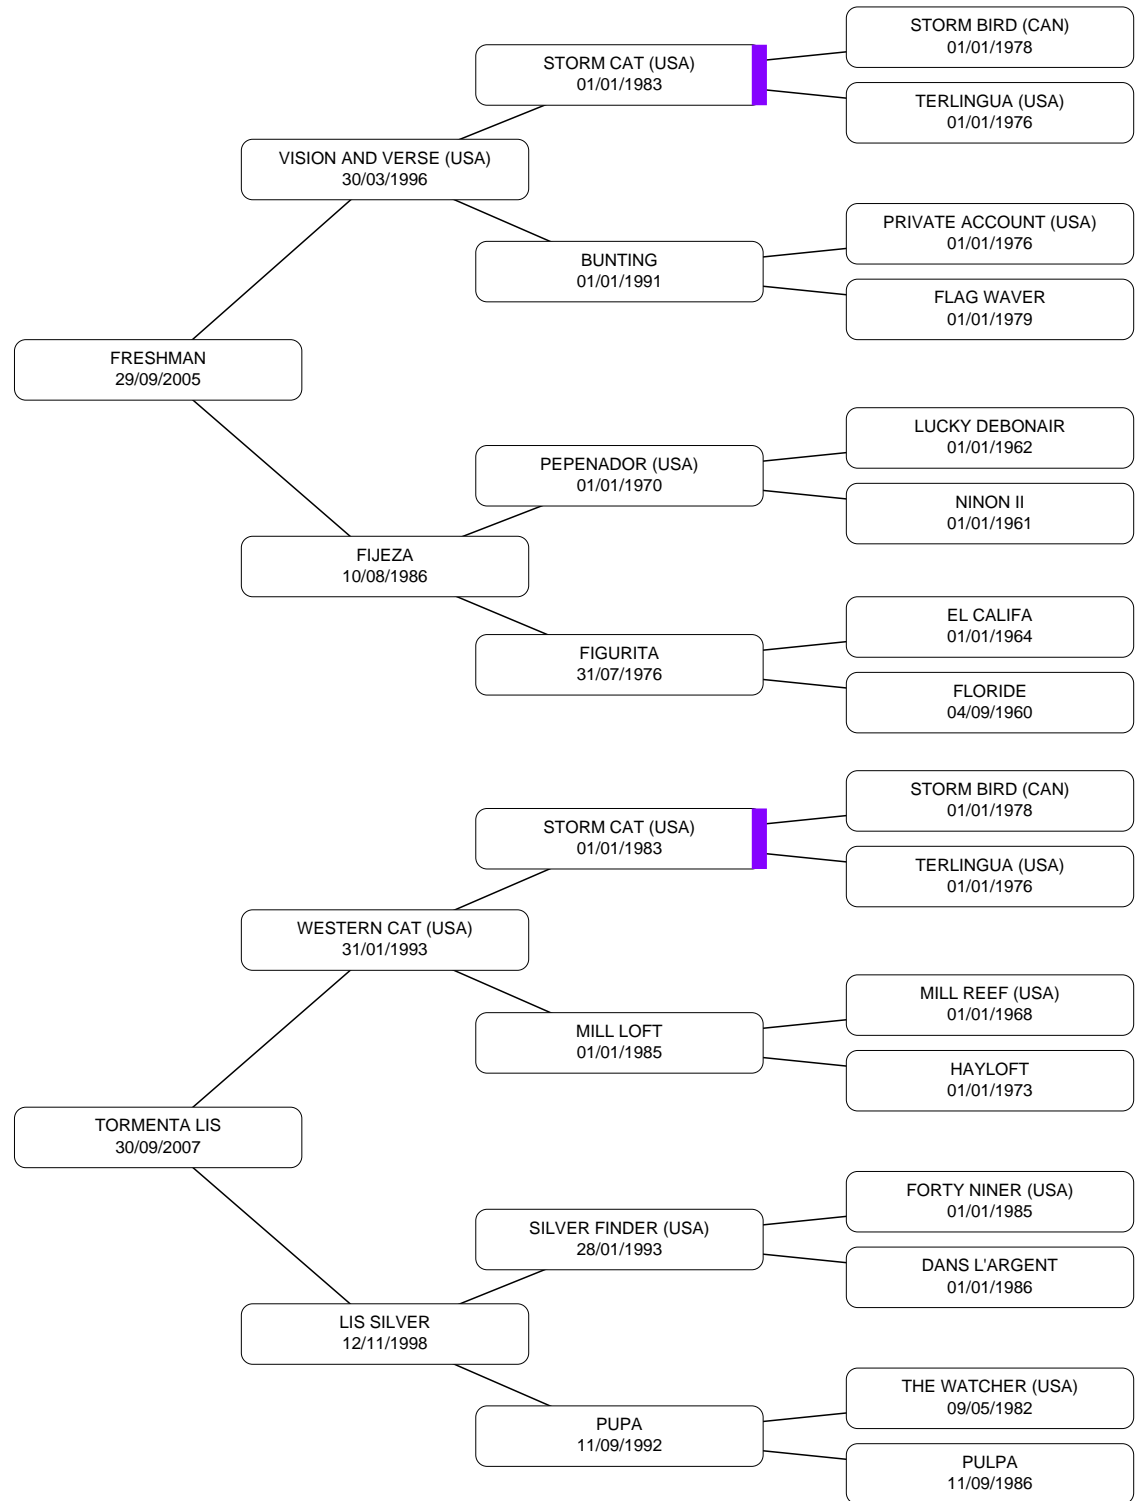 STORM BIRD (CAN)
01/01/1978
STORM CAT (USA)
01/01/1983
TERLINGUA (USA)
01/01/1976
VISION AND VERSE (USA)
30/03/1996
PRIVATE ACCOUNT (USA)
01/01/1976
BUNTING
01/01/1991
FLAG WAVER
01/01/1979
FRESHMAN
29/09/2005
LUCKY DEBONAIR
01/01/1962
PEPENADOR (USA)
01/01/1970
NINON II
01/01/1961
FIJEZA
10/08/1986
EL CALIFA
01/01/1964
FIGURITA
31/07/1976
FLORIDE
04/09/1960
STORM BIRD (CAN)
01/01/1978
STORM CAT (USA)
01/01/1983
TERLINGUA (USA)
01/01/1976
WESTERN CAT (USA)
31/01/1993
MILL REEF (USA)
01/01/1968
MILL LOFT
01/01/1985
HAYLOFT
01/01/1973
TORMENTA LIS
30/09/2007
FORTY NINER (USA)
01/01/1985
SILVER FINDER (USA)
28/01/1993
DANS L'ARGENT
01/01/1986
LIS SILVER
12/11/1998
THE WATCHER (USA)
09/05/1982
PUPA
11/09/1992
PULPA
11/09/1986